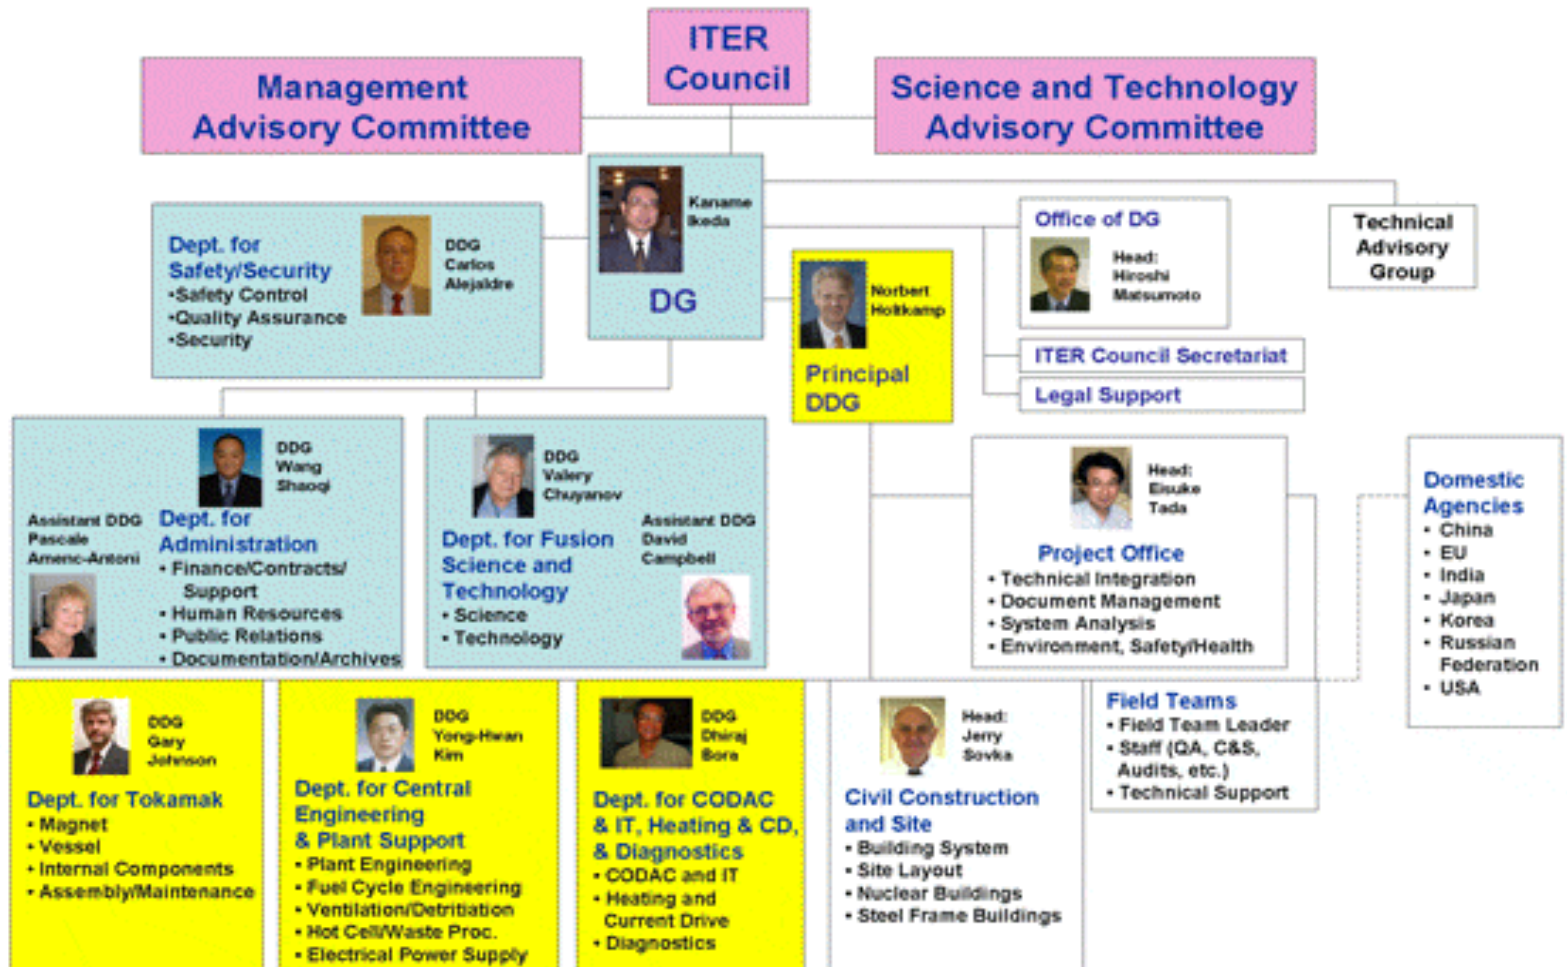 ITER
Council
Management
Advisory Committee
Science and Technology
Advisory Committee
Kaname
Ikeda
DG
Dept. for
Safety/Security
•Safety Control
•Quality Assurance
•Security
DDG
Carlos
Alejaldre
Norbert
Holtkamp
Principal
DDG
Office of DG
Head:
Hiroshi
Matsumoto
ITER Council Secretariat
Legal Support
Technical
Advisory
Group
DDG
Wang
Shaoqi
Assistant DDG
Pascale
Amenc-Antoni
Dept. for
Administration
• Finance/Contracts/
Support
• Human Resources
• Public Relations
• Documentation/Archives
DDG
Valery
Chuyanov
Assistant DDG
David
Campbell
Dept. for Fusion
Science and
Technology
• Science
• Technology
Head:
Eisuke
Tada
Project Office
• Technical Integration
• Document Management
• System Analysis
• Environment, Safety/Health
Domestic
Agencies
• China
• EU
• India
• Japan
• Korea
• Russian
Federation
• USA
DDG
Gary
Johnson
Dept. for Tokamak
• Magnet
• Vessel
• Internal Components
• Assembly/Maintenance
DDG
Yong-Hwan
Kim
Dept. for Central
Engineering
& Plant Support
• Plant Engineering
• Fuel Cycle Engineering
• Ventilation/Detritiation
• Hot Cell/Waste Proc.
• Electrical Power Supply
DDG
Dhiraj
Bora
Dept. for CODAC
& IT, Heating & CD,
& Diagnostics
• CODAC and IT
• Heating and
Current Drive
• Diagnostics
Head:
Jerry
Sovka
Civil Construction
and Site
• Building System
• Site Layout
• Nuclear Buildings
• Steel Frame Buildings
Field Teams
• Field Team Leader
• Staff (QA, C&S,
Audits, etc.)
• Technical Support